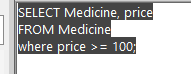 SELECT Medicine, price
FROM Medicine
where price >= 100;